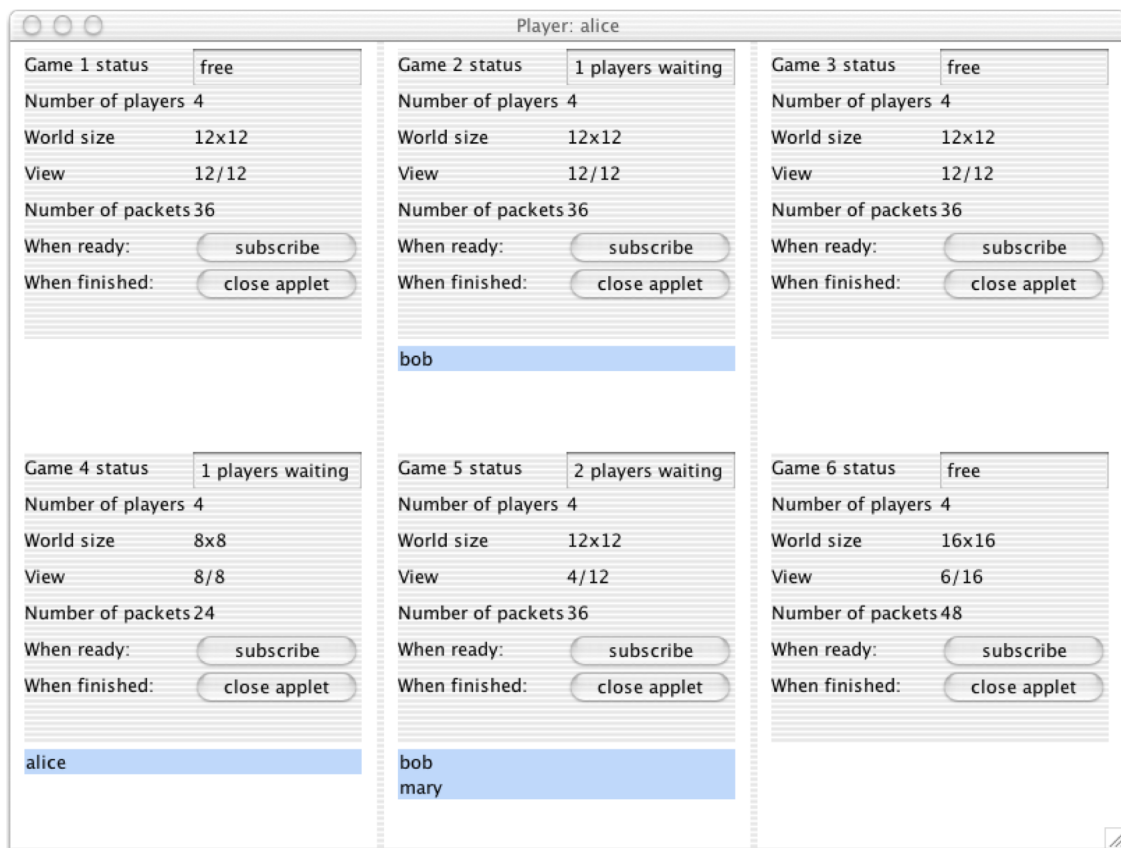 Player: alice
Game 1 status free
Number of players 4
World size 12x12
View 12/12
Number of packets 36
When ready: subscribe
When finished: close applet
Game 2 status 1 players waiting
Number of players 4
World size 12x12
View 12/12
Number of packets 36
When ready: subscribe
When finished: close applet
bob
Game 3 status free
Number of players 4
World size 12x12
View 12/12
Number of packets 36
When ready: subscribe
When finished: close applet
Game 4 status 1 players waiting
Number of players 4
World size 8x8
View 8/8
Number of packets 24
When ready: subscribe
When finished: close applet
alice
Game 5 status 2 players waiting
Number of players 4
World size 12x12
View 4/12
Number of packets 36
When ready: subscribe
When finished: close applet
bob
mary
Game 6 status free
Number of players 4
World size 16x16
View 6/16
Number of packets 48
When ready: subscribe
When finished: close applet